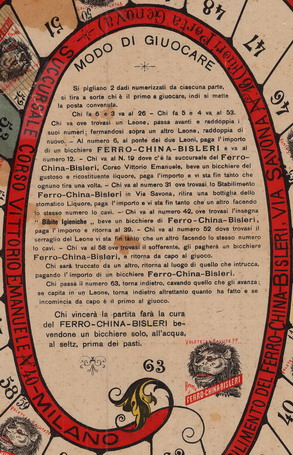 MODO DI GIUOCARE
Si pigliano 2 dadi numerizzati da ciascuna parte,
si tira a sorte chi è il primo a giuocare, indi si mette
la posta convenuta.
Chi fa 6 e 3 va al 26 — Chi fa 5 e 4 va al 53.
Chi va ove trovasi un Leone, passa avanti e raddoppia i
suoi numeri; fermandosi sopra un altro Leone, raddoppia di
nuovo. — Al numero 6, ai ponte dei due Leoni, paga l'importo
di un bicchiere FERRO-CHINA-BISLERI e va al
numero 12. — Chi va al N. 19 dov'è la succursale del Ferro-
China-Bisleri, Corso Vittorio Emanuele, beve un bicchiere del
gustoso e ricostituente liquore, paga l'importo e vi sta fin tanto che
ognuno tira una volta. — Chi va al numero 31 ove trovasi lo Stabilimento
Ferro-China-Bisleri in Via Savona, ritira una bottiglia dello
stomatico Liquore, paga l'importo e vi sta fin tanto che un altro facendo
lo stesso numero lo cavi. — Chi va al numero 42, ove trovasi l'insegna
" Bibite Igieniche „ beve un bicchiere di Ferro-China-Bisleri,
paga l'importo e ritorna al 39. — Chi va al numero 52 dove trovasi il
serraglio dei Leoni vi sta fin tanto che un altro facendo lo stesso numero
lo cavi. — Chi va al 58 ove trovasi il sofferente, gli pagherà un bicchiere
Ferro-China-Bisleri, e ritorna da capo al giuoco.
Chi sarà truccato da un altro, ritorna al luogo di quello che intrucca,
pagando l'importo di un bicchiere Ferro-China-Bisleri.
Chi passa il numero 63, torna indietro, cavando quello che gli avanza;
se capita in un Leone, torna indietro altrettanto quanto ha fatto e se
incomincia da capo è il primo al giuoco.
Chi vincerà la partita farà la cura
del FERRO-CHINA-BISLERI be-
vendone un bicchiere solo, all'acqua,
al seltz, prima dei pasti.
63
FERRO-CHINA-BISLERI
SUCCURSALE CORSO VITTORIO EMANUELE
MILANO
FERRO-CHINA-BISLERI A SAVONA
Porta Genova)
51
48
47
46
45
52
58
59